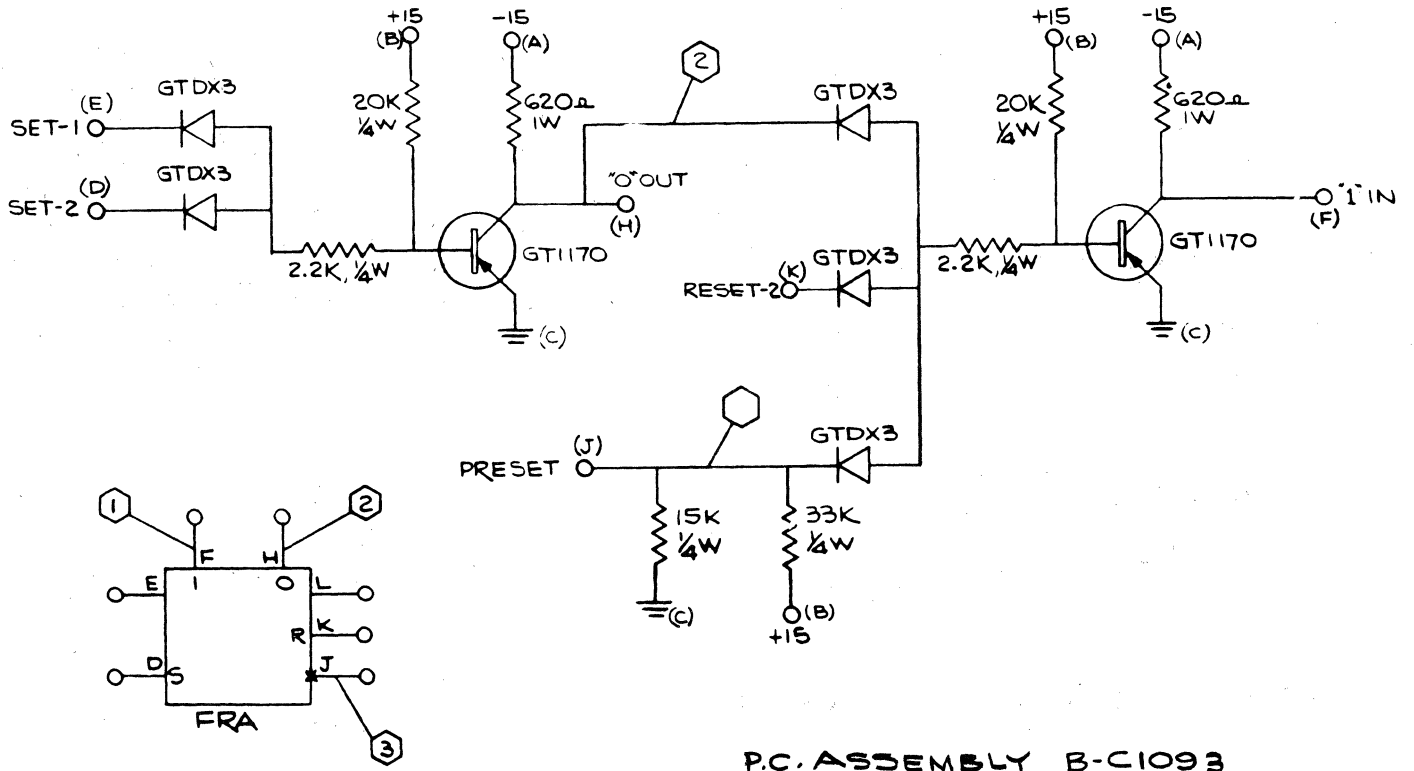 +15
(B)
-15
(A)
2
+15
(B)
-15
(A)
GTDX3
(E)
SET-1
20K
¼W
620Ω
1W
GTDX3
20K
¼W
620Ω
1W
GTDX3
(D)
SET-2
"0" OUT
(H)
"1" IN
(F)
2.2K, ¼W
GT1170
GTDX3
(K)
RESET-2
2.2K, ¼W
GT1170
(C)
(C)
GTDX3
(J)
PRESET
15K
¼W
33K
¼W
(C)
(B)
+15
1
2
F
H
E
1
0
L
K
R
D
S
J
FRA
3
P.C. ASSEMBLY B-C1093